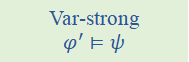 Var-strong
φ′ ⊨ ψ